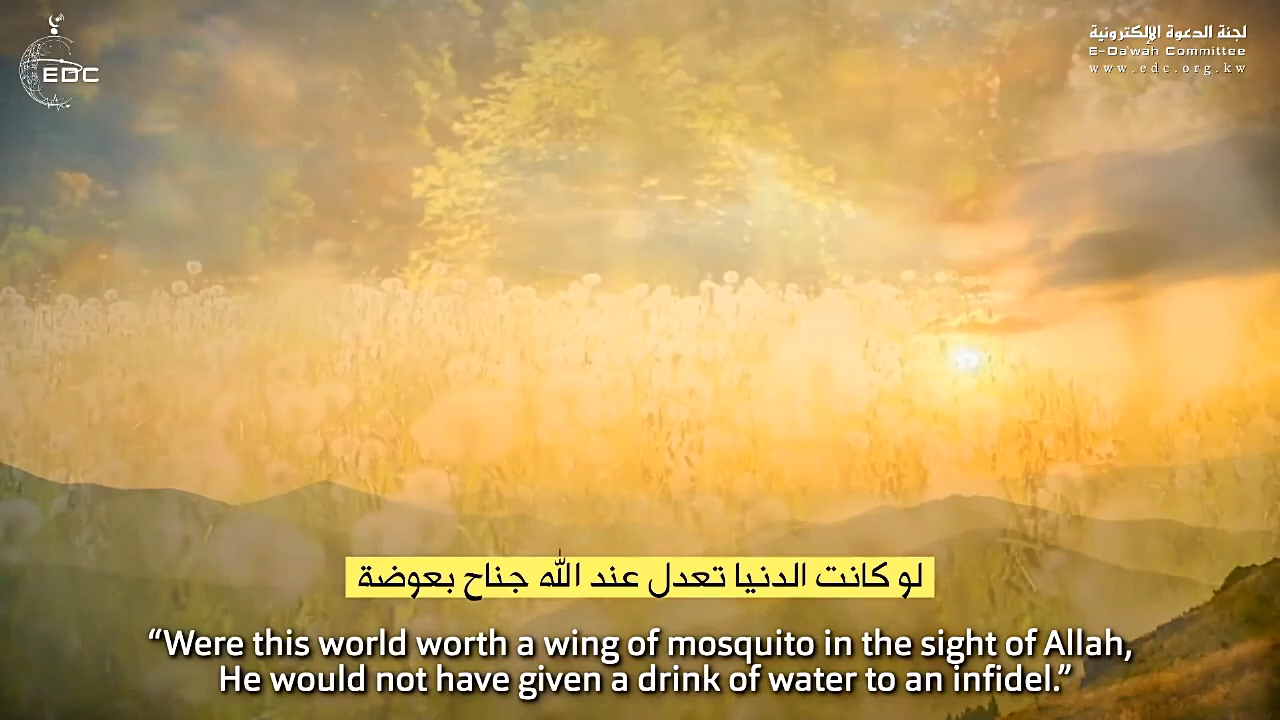 EDC
لجنة الدعوة الإلكترونية
E-Da'wah Committee
www.edc.org.kw
لو كانت الدنيا تعدل عند الله جناح بعوضة
“Were this world worth a wing of mosquito in the sight of Allah,
He would not have given a drink of water to an infidel.”